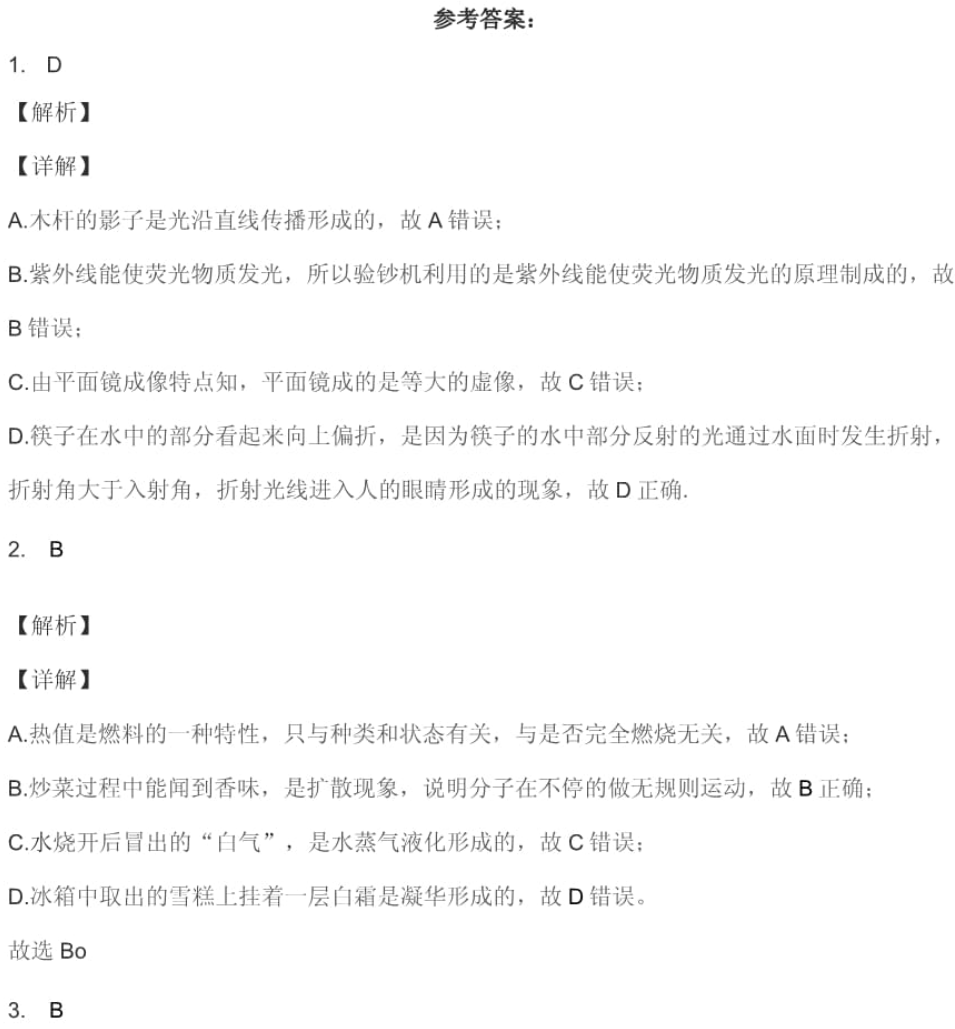 参考答案：
1. D
【解析】
【详解】
A.木杆的影子是光沿直线传播形成的，故 A 错误；
B.紫外线能使荧光物质发光，所以验钞机利用的是紫外线能使荧光物质发光的原理制成的，故
B 错误；
C.由平面镜成像特点知，平面镜成的是等大的虚像，故 C 错误；
D.筷子在水中的部分看起来向上偏折，是因为筷子的水中部分反射的光通过水面时发生折射，
折射角大于入射角，折射光线进入人的眼睛形成的现象，故 D 正确.
2. B
【解析】
【详解】
A.热值是燃料的一种特性，只与种类和状态有关，与是否完全燃烧无关，故 A 错误；
B.炒菜过程中能闻到香味，是扩散现象，说明分子在不停的做无规则运动，故 B 正确；
C.水烧开后冒出的“白气”，是水蒸气液化形成的，故 C 错误；
D.冰箱中取出的雪糕上挂着一层白霜是凝华形成的，故 D 错误。
故选 Bo
3. B